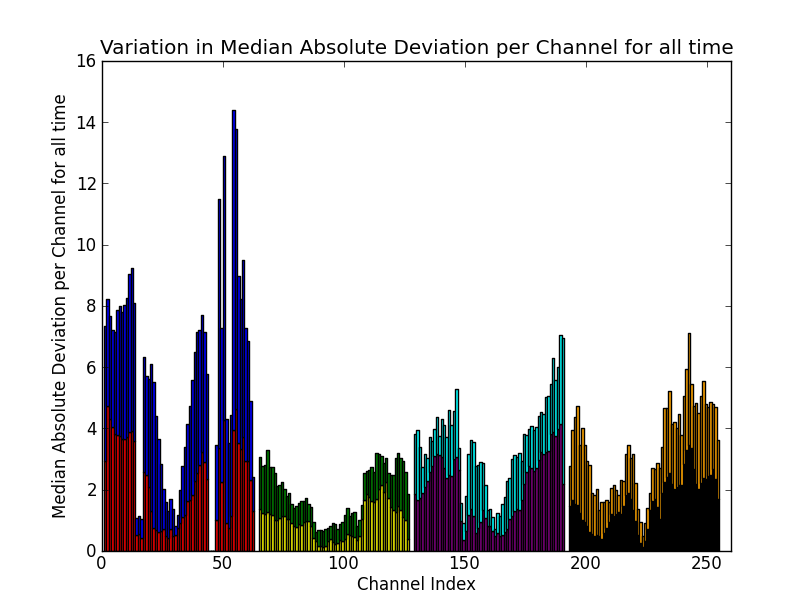 Variation in Median Absolute Deviation per Channel for all time
Median Absolute Deviation per Channel for all time
16
14
12
10
8
6
4
2
0
0 50 100 150 200 250
Channel Index